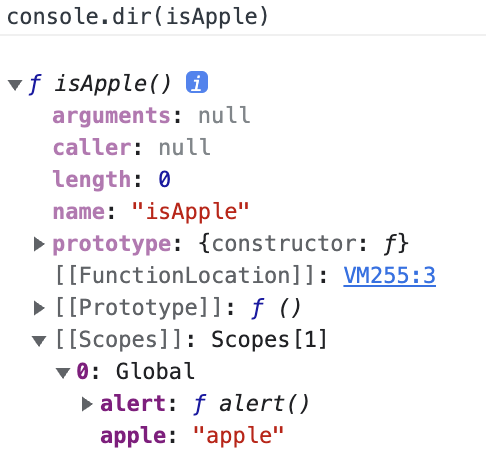 console.dir(isApple)
▼ ƒ isApple() i
arguments: null
caller: null
length: 0
name: "isApple"
▶ prototype: {constructor: ƒ}
[[FunctionLocation]]: VM255:3
▶ [[Prototype]]: ƒ ()
▼ [[Scopes]]: Scopes[1]
▼ 0: Global
▶ alert: ƒ alert()
apple: "apple"